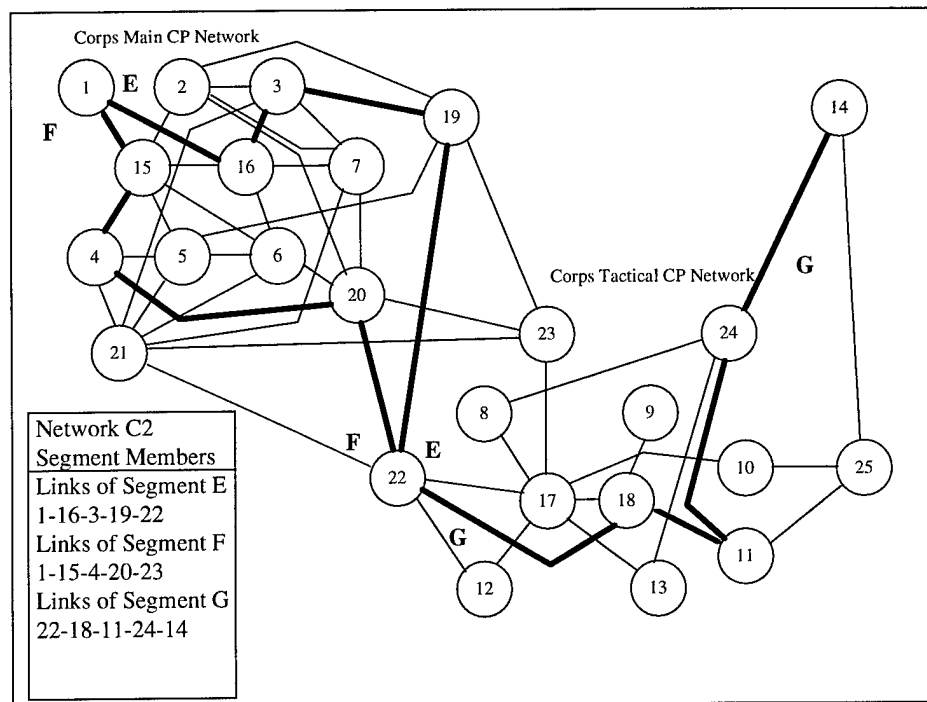 Corps Main CP Network
1
E
2
3
19
14
F
15
16
7
4
5
6
G
Corps Tactical CP Network
20
24
21
23
8
9
F
E
22
17
18
10
25
G
11
12
13
Network C2
Segment Members
Links of Segment E
1-16-3-19-22
Links of Segment F
1-15-4-20-23
Links of Segment G
22-18-11-24-14